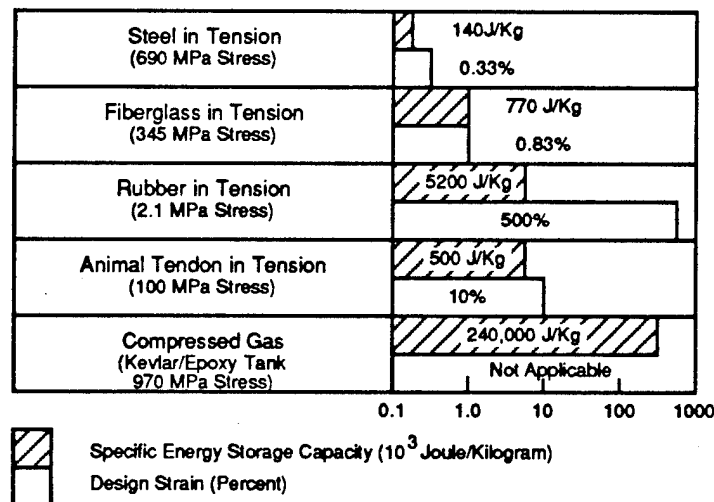 Steel in Tension
(690 MPa Stress)
140J/Kg
0.33%
Fiberglass in Tension
(345 MPa Stress)
770 J/Kg
0.83%
Rubber in Tension
(2.1 MPa Stress)
5200 J/Kg
500%
Animal Tendon in Tension
(100 MPa Stress)
500 J/Kg
10%
Compressed Gas
(Kevlar/Epoxy Tank
970 MPa Stress)
240,000 J/Kg
Not Applicable
0.1 1.0 10 100 1000
Specific Energy Storage Capacity (10³ Joule/Kilogram)
Design Strain (Percent)